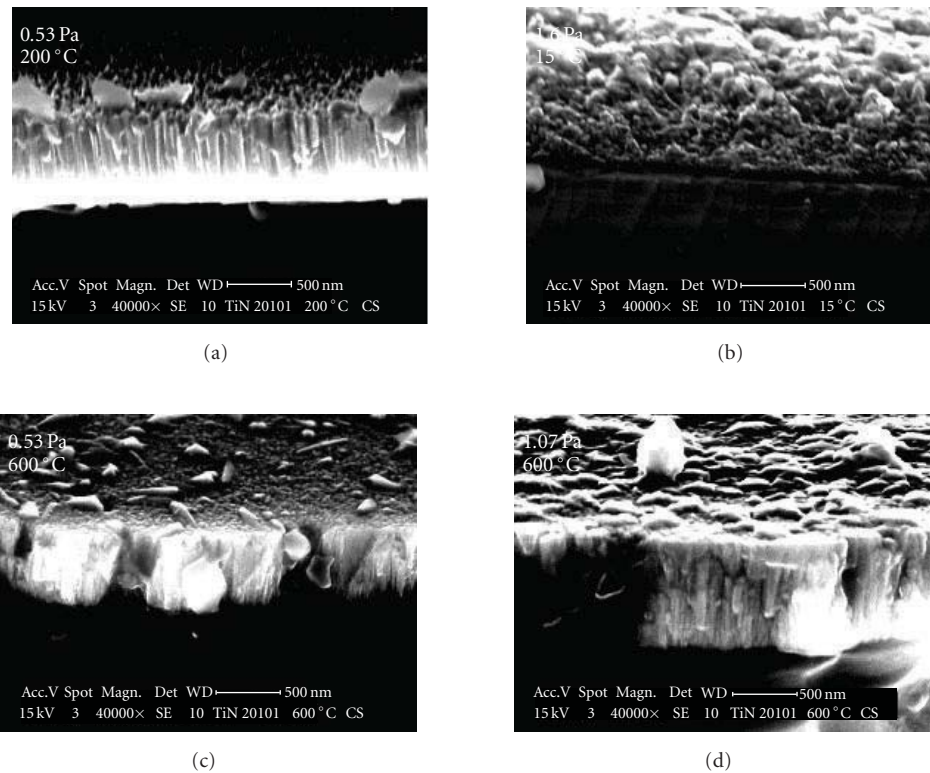 0.53 Pa
200 °C
Acc.V Spot Magn. Det WD 500 nm
15 kV 3 40000× SE 10 TiN 20101 200 °C CS
(a)
1.6 Pa
15 °C
Acc.V Spot Magn. Det WD 500 nm
15 kV 3 40000× SE 10 TiN 20101 15 °C CS
(b)
0.53 Pa
600 °C
Acc.V Spot Magn. Det WD 500 nm
15 kV 3 40000× SE 10 TiN 20101 600 °C CS
(c)
1.07 Pa
600 °C
Acc.V Spot Magn. Det WD 500 nm
15 kV 3 40000× SE 10 TiN 20101 600 °C CS
(d)